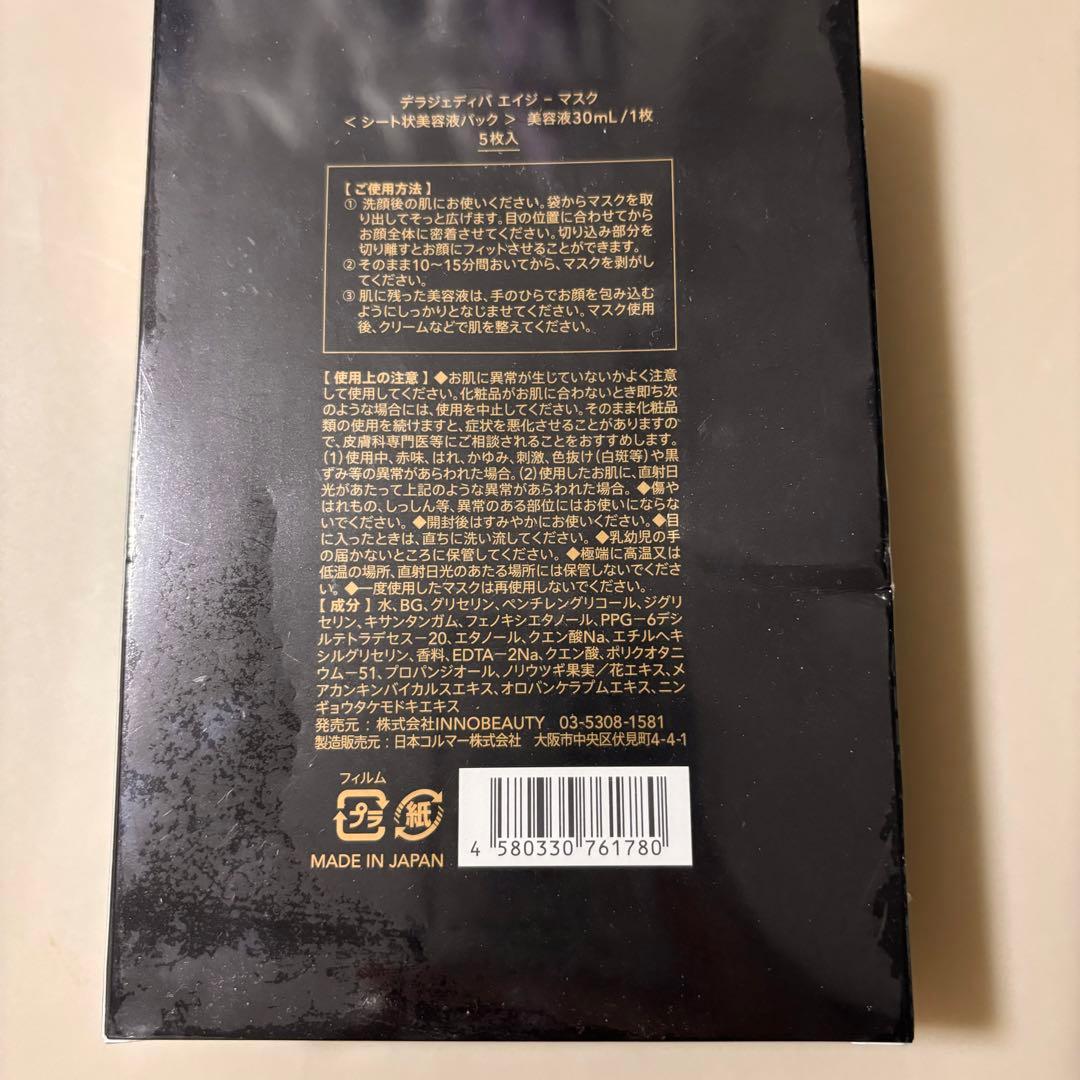 デラジェディバ エイジ － マスク
＜ シート状美容液パック ＞ 美容液30mL/1枚
5枚入
【 ご使用方法 】
① 洗顔後の肌にお使いください。袋からマスクを取
り出してそっと広げます。目の位置に合わせてから
お顔全体に密着させてください。切り込み部分を
切り離すとお顔にフィットさせることができます。
② そのまま10～15分間おいてから、マスクを剥がし
てください。
③ 肌に残った美容液は、手のひらでお顔を包み込む
ようにしっかりとなじませてください。マスク使用
後、クリームなどで肌を整えてください。
【 使用上の注意 】◆お肌に異常が生じていないかよく注意
して使用してください。化粧品がお肌に合わないとき即ち次
のような場合には、使用を中止してください。そのまま化粧品
類の使用を続けますと、症状を悪化させることがありますの
で、皮膚科専門医等にご相談されることをおすすめします。
(1)使用中、赤味、はれ、かゆみ、刺激、色抜け(白斑等)や黒
ずみ等の異常があらわれた場合。(2)使用したお肌に、直射日
光があたって上記のような異常があらわれた場合。◆傷や
はれもの、しっしん等、異常のある部位にはお使いにならな
いでください。◆開封後はすみやかにお使いください。◆目
に入ったときは、直ちに洗い流してください。◆乳幼児の手
の届かないところに保管してください。◆極端に高温又は
低温の場所、直射日光のあたる場所には保管しないでくださ
い。◆一度使用したマスクは再使用しないでください。
【 成分 】水、BG、グリセリン、ペンチレングリコール、ジグリ
セリン、キサンタンガム、フェノキシエタノール、PPG－6デシ
ルテトラデセス－20、エタノール、クエン酸Na、エチルヘキ
シルグリセリン、香料、EDTA－2Na、クエン酸、ポリクオタニ
ウム－51、プロパンジオール、ノリウツギ果実／花エキス、メ
アカンキンバイカルスエキス、オロバンケラプムエキス、ニン
ギョウタケモドキエキス
発売元 : 株式会社INNOBEAUTY 03-5308-1581
製造販売元 : 日本コルマー株式会社 大阪市中央区伏見町4-4-1
フィルム
プラ 紙
MADE IN JAPAN
4 580330 761780